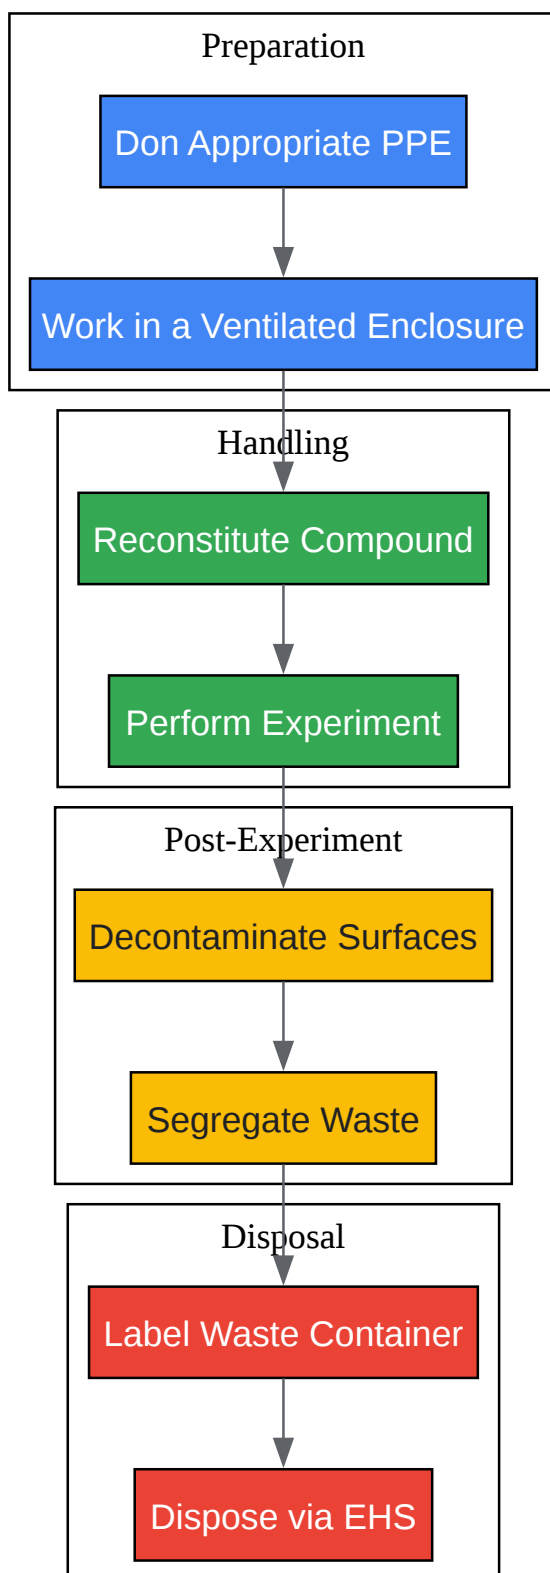 Preparation
Don Appropriate PPE
Work in a Ventilated Enclosure
Handling
Reconstitute Compound
Perform Experiment
Post-Experiment
Decontaminate Surfaces
Segregate Waste
Disposal
Label Waste Container
Dispose via EHS